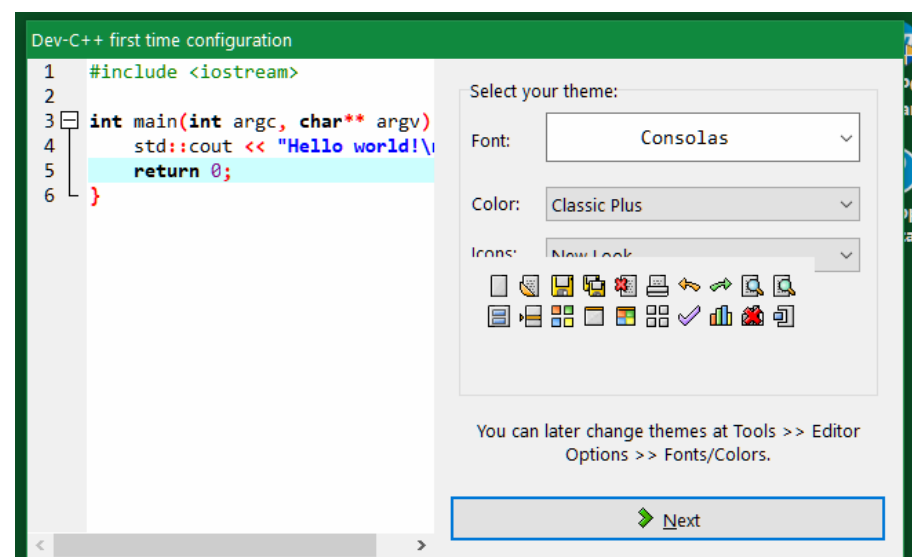 Dev-C++ first time configuration
1 #include <iostream>
2
3 int main(int argc, char** argv)
4 std::cout << "Hello world!\
5 return 0;
6 }
Select your theme:
Font: Consolas
Color: Classic Plus
Icons: New Look
You can later change themes at Tools >> Editor
Options >> Fonts/Colors.
Next